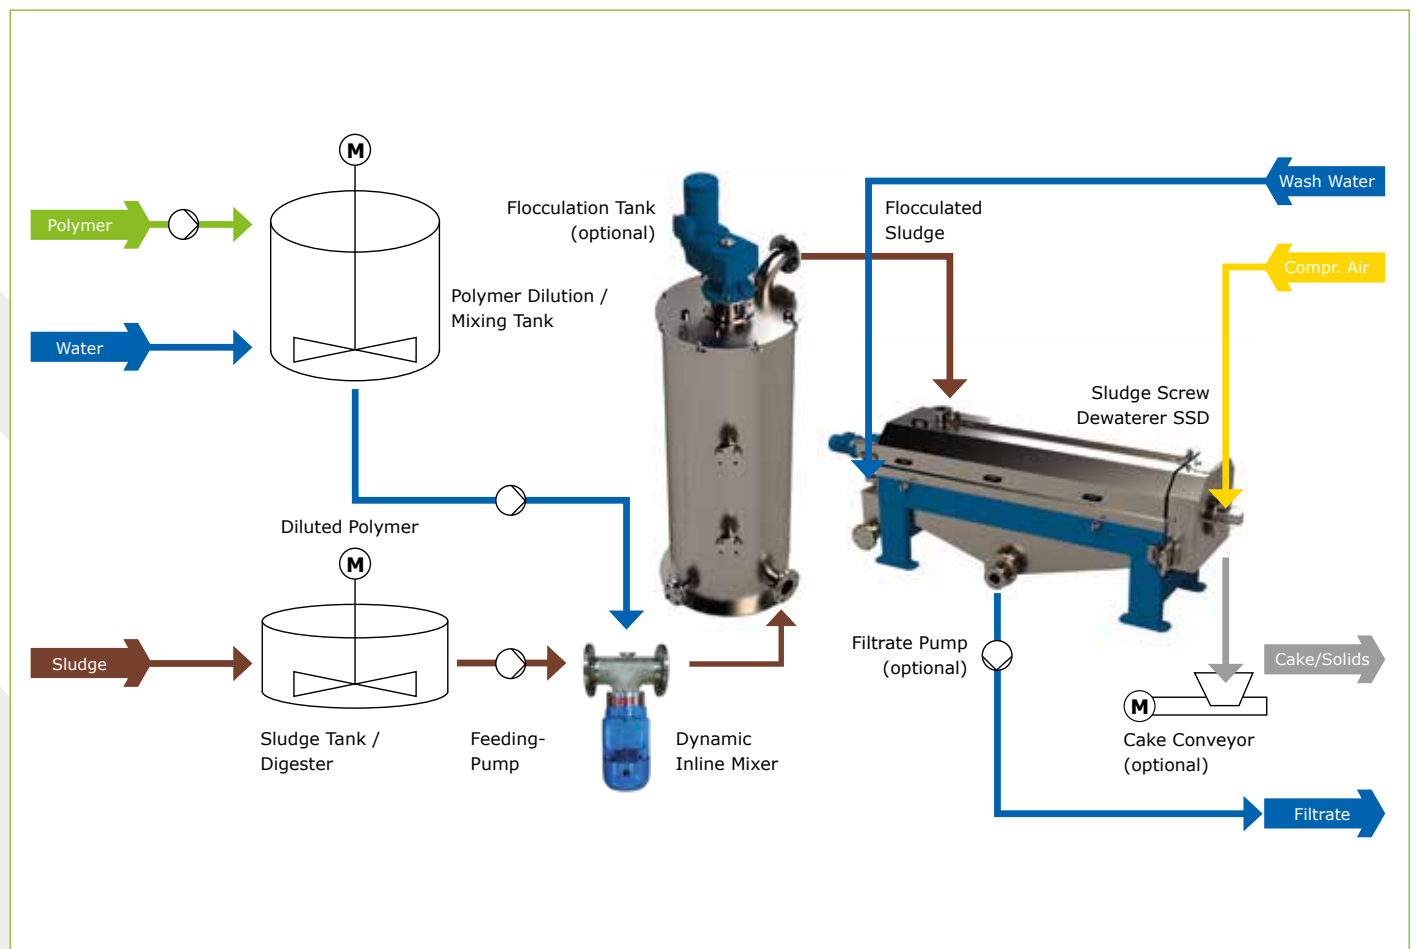 M
Polymer
Polymer Dilution /
Mixing Tank
Water
Flocculation Tank
(optional)
Flocculated
Sludge
Wash Water
Compr. Air
Sludge Screw
Dewaterer SSD
Diluted Polymer
M
Sludge
Sludge Tank /
Digester
Feeding-
Pump
Dynamic
Inline Mixer
Filtrate Pump
(optional)
Cake/Solids
M
Cake Conveyor
(optional)
Filtrate